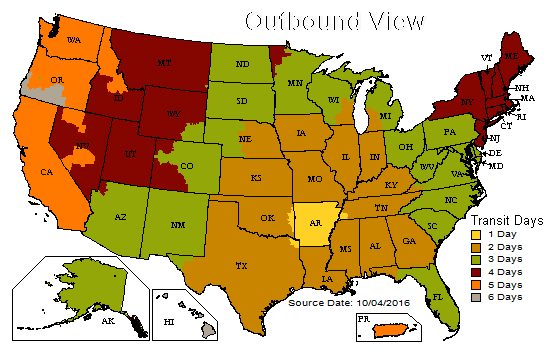 Outbound View
WA
MT
ND
MN
VT
ME
OR
ID
SD
WI
MI
NY
NH
MA
WY
RI
CT
IA
PA
NE
NJ
NV
UT
IL
IN
OH
DE
CO
WV
MD
CA
KS
MO
VA
KY
NC
TN
OK
AR
AZ
NM
SC
MS
AL
GA
TX
LA
FL
Transit Days
1 Day
2 Days
3 Days
4 Days
5 Days
6 Days
Source Date: 10/04/2016
AK
HI
PR